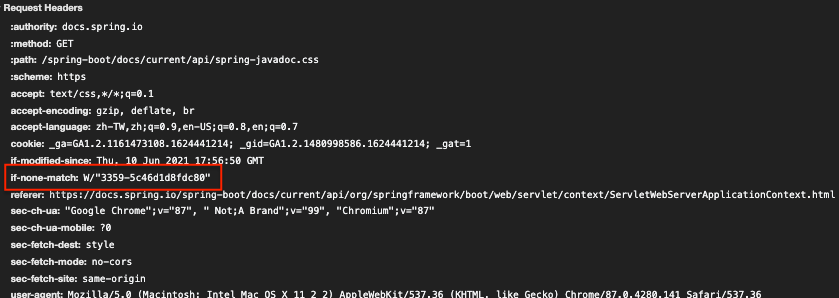 Request Headers
:authority: docs.spring.io
:method: GET
:path: /spring-boot/docs/current/api/spring-javadoc.css
:scheme: https
accept: text/css,*/*;q=0.1
accept-encoding: gzip, deflate, br
accept-language: zh-TW,zh;q=0.9,en-US;q=0.8,en;q=0.7
cookie: _ga=GA1.2.1161473108.1624441214; _gid=GA1.2.1480998586.1624441214; _gat=1
if-modified-since: Thu, 10 Jun 2021 17:56:50 GMT
if-none-match: W/"3359-5c46d1d8fdc80"
referer: https://docs.spring.io/spring-boot/docs/current/api/org/springframework/boot/web/servlet/context/ServletWebServerApplicationContext.html
sec-ch-ua: "Google Chrome";v="87", " Not;A Brand";v="99", "Chromium";v="87"
sec-ch-ua-mobile: ?0
sec-fetch-dest: style
sec-fetch-mode: no-cors
sec-fetch-site: same-origin
user-agent: Mozilla/5.0 (Macintosh; Intel Mac OS X 11_2_2) AppleWebKit/537.36 (KHTML, like Gecko) Chrome/87.0.4280.141 Safari/537.36